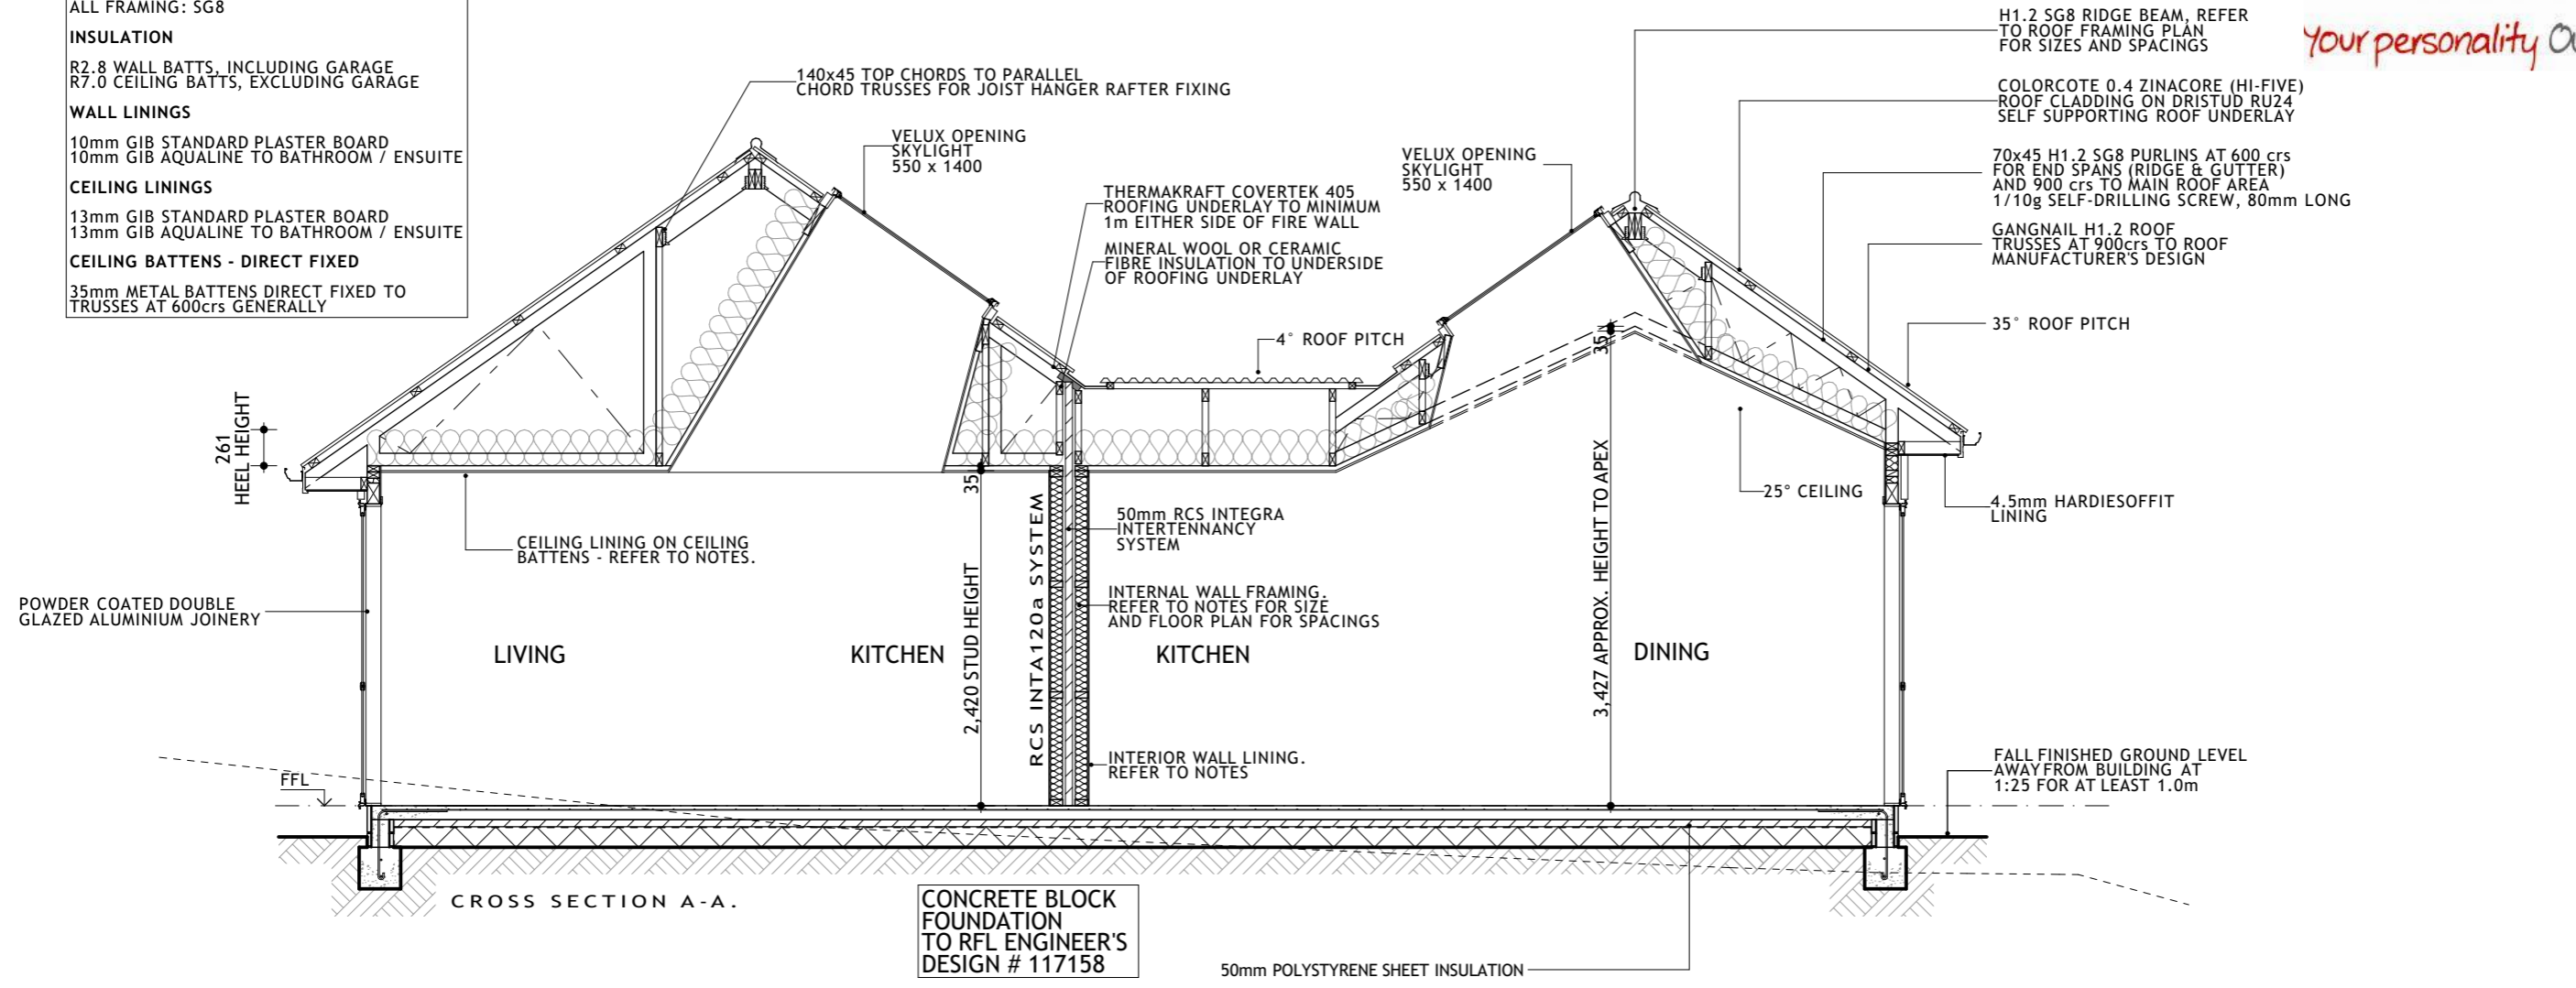 ALL FRAMING: SG8
INSULATION
R2.8 WALL BATTS, INCLUDING GARAGE
R7.0 CEILING BATTS, EXCLUDING GARAGE
WALL LININGS
10mm GIB STANDARD PLASTER BOARD
10mm GIB AQUALINE TO BATHROOM / ENSUITE
CEILING LININGS
13mm GIB STANDARD PLASTER BOARD
13mm GIB AQUALINE TO BATHROOM / ENSUITE
CEILING BATTENS - DIRECT FIXED
35mm METAL BATTENS DIRECT FIXED TO
TRUSSES AT 600crs GENERALLY
140x45 TOP CHORDS TO PARALLEL
CHORD TRUSSES FOR JOIST HANGER RAFTER FIXING
VELUX OPENING
SKYLIGHT
550 x 1400
THERMAKRAFT COVERTEK 405
ROOFING UNDERLAY TO MINIMUM
1m EITHER SIDE OF FIRE WALL
MINERAL WOOL OR CERAMIC
FIBRE INSULATION TO UNDERSIDE
OF ROOFING UNDERLAY
4° ROOF PITCH
VELUX OPENING
SKYLIGHT
550 x 1400
H1.2 SG8 RIDGE BEAM, REFER
TO ROOF FRAMING PLAN
FOR SIZES AND SPACINGS
Your personality
COLORCOTE 0.4 ZINACORE (HI-FIVE)
ROOF CLADDING ON DRISTUD RU24
SELF SUPPORTING ROOF UNDERLAY
70x45 H1.2 SG8 PURLINS AT 600 crs
FOR END SPANS (RIDGE & GUTTER)
AND 900 crs TO MAIN ROOF AREA
1/10g SELF-DRILLING SCREW, 80mm LONG
GANGNAIL H1.2 ROOF
TRUSSES AT 900crs TO ROOF
MANUFACTURER'S DESIGN
35° ROOF PITCH
25° CEILING
4.5mm HARDIESOFFIT
LINING
261
HEEL HEIGHT
35
35
CEILING LINING ON CEILING
BATTENS - REFER TO NOTES.
POWDER COATED DOUBLE
GLAZED ALUMINIUM JOINERY
LIVING
KITCHEN
2,420 STUD HEIGHT
RCS INTA120a SYSTEM
50mm RCS INTEGRA
INTERTENNANCY
SYSTEM
INTERNAL WALL FRAMING.
REFER TO NOTES FOR SIZE
AND FLOOR PLAN FOR SPACINGS
KITCHEN
INTERIOR WALL LINING.
REFER TO NOTES
3,427 APPROX. HEIGHT TO APEX
DINING
FALL FINISHED GROUND LEVEL
AWAY FROM BUILDING AT
1:25 FOR AT LEAST 1.0m
FFL
CROSS SECTION A-A.
CONCRETE BLOCK
FOUNDATION
TO RFL ENGINEER'S
DESIGN # 117158
50mm POLYSTYRENE SHEET INSULATION